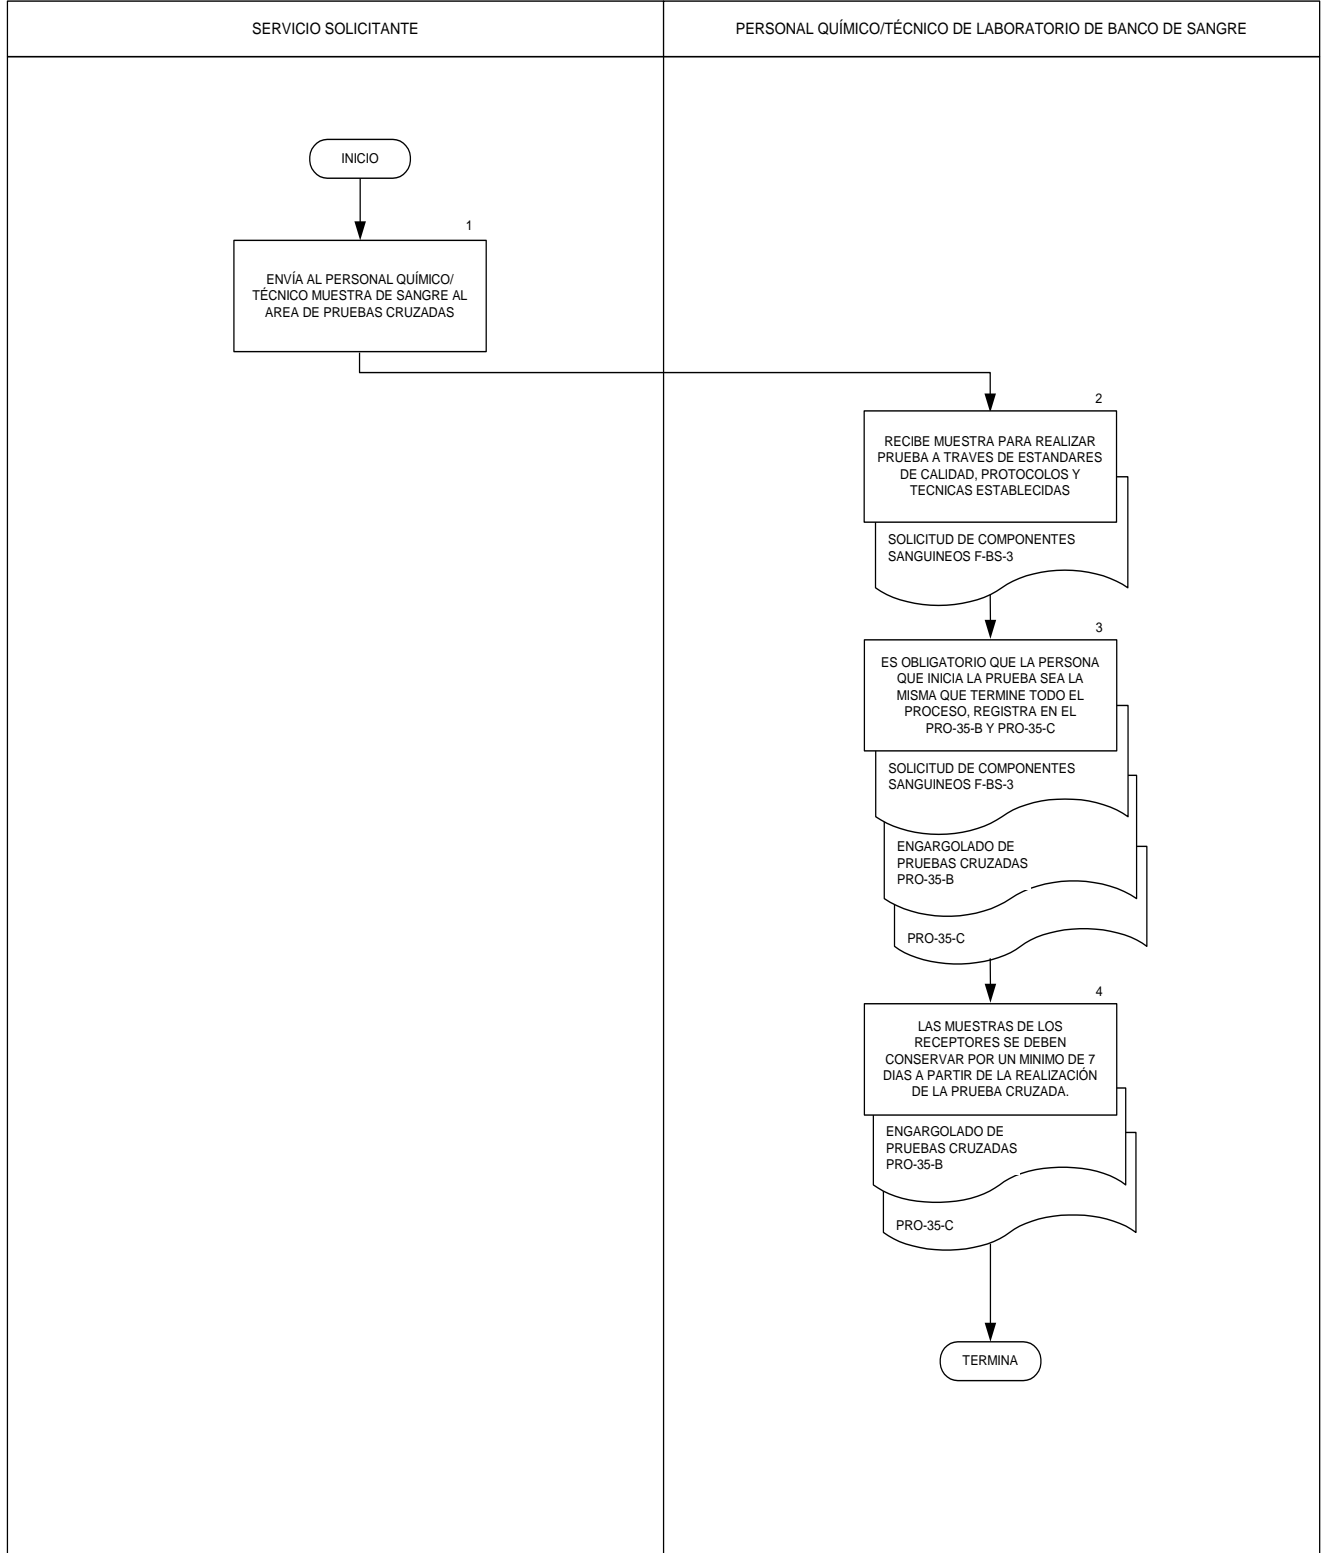 SERVICIO SOLICITANTE
PERSONAL QUÍMICO/TÉCNICO DE LABORATORIO DE BANCO DE SANGRE
INICIO
1
ENVÍA AL PERSONAL QUÍMICO/
TÉCNICO MUESTRA DE SANGRE AL
AREA DE PRUEBAS CRUZADAS
2
RECIBE MUESTRA PARA REALIZAR
PRUEBA A TRAVES DE ESTANDARES
DE CALIDAD, PROTOCOLOS Y
TECNICAS ESTABLECIDAS
SOLICITUD DE COMPONENTES
SANGUINEOS F-BS-3
3
ES OBLIGATORIO QUE LA PERSONA
QUE INICIA LA PRUEBA SEA LA
MISMA QUE TERMINE TODO EL
PROCESO, REGISTRA EN EL
PRO-35-B Y PRO-35-C
SOLICITUD DE COMPONENTES
SANGUINEOS F-BS-3
ENGARGOLADO DE
PRUEBAS CRUZADAS
PRO-35-B
PRO-35-C
4
LAS MUESTRAS DE LOS
RECEPTORES SE DEBEN
CONSERVAR POR UN MINIMO DE 7
DIAS A PARTIR DE LA REALIZACIÓN
DE LA PRUEBA CRUZADA.
ENGARGOLADO DE
PRUEBAS CRUZADAS
PRO-35-B
PRO-35-C
TERMINA